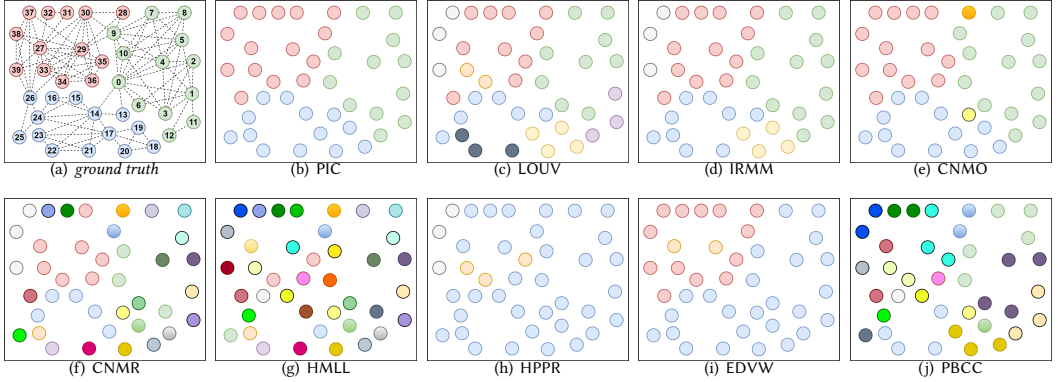 37 32 31 30 28 7 8
38 9 5
27 29 10 2
39 33 35
34 36 0 1
26 16 15 6 3
24 14 13 11
25 23 17 19 12
22 21 20 18
(a) ground truth (b) PIC (c) LOUV (d) IRMM (e) CNMO
(f) CNMR (g) HMLL (h) HPPR (i) EDVW (j) PBCC